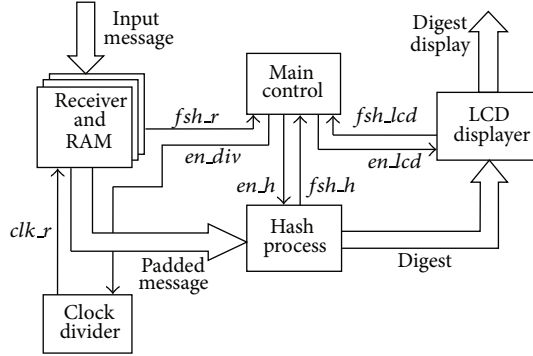 Input
message
Digest
display
Main
control
Receiver
and
RAM
fsh_r
fsh_lcd
LCD
displayer
en_div
en_lcd
en_h
fsh_h
clk_r
Hash
process
Padded
message
Digest
Clock
divider